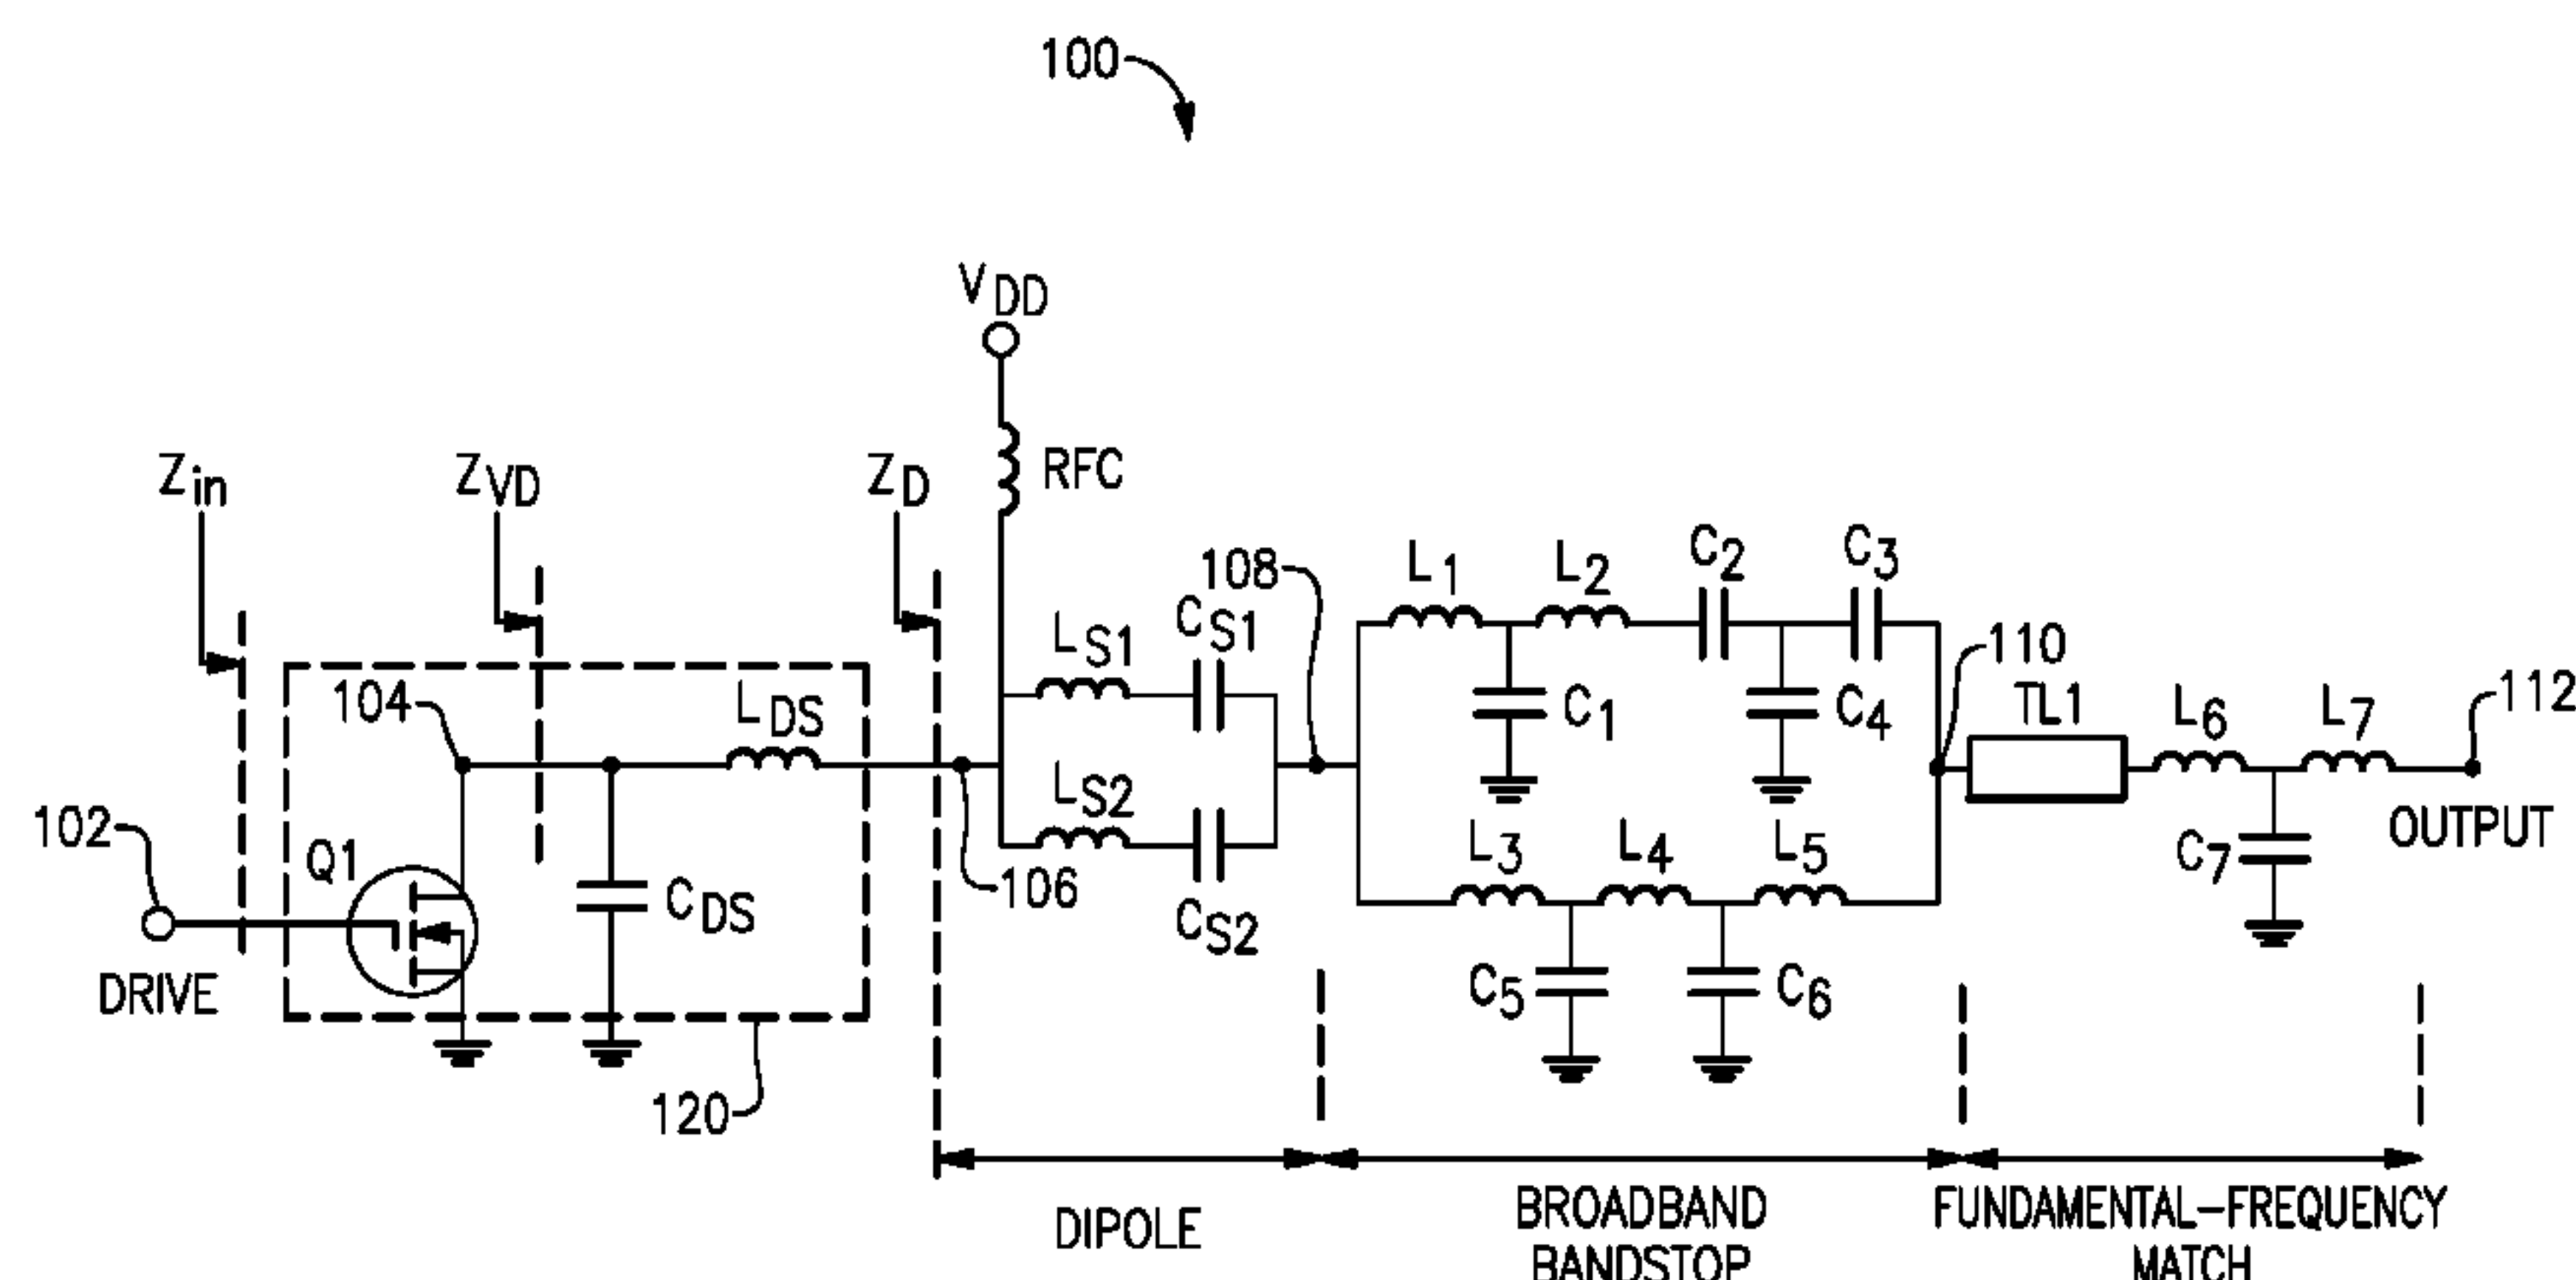 100
VDD
RFC
Zin
ZVD
ZD
108
L1
L2
C2
C3
LS1
CS1
110
104
LDS
C1
C4
TL1
L6
L7
112
102
Q1
CDS
LS2
106
CS2
L3
L4
L5
C7
OUTPUT
DRIVE
C5
C6
120
DIPOLE
BROADBAND
BANDSTOP
FUNDAMENTAL-FREQUENCY
MATCH